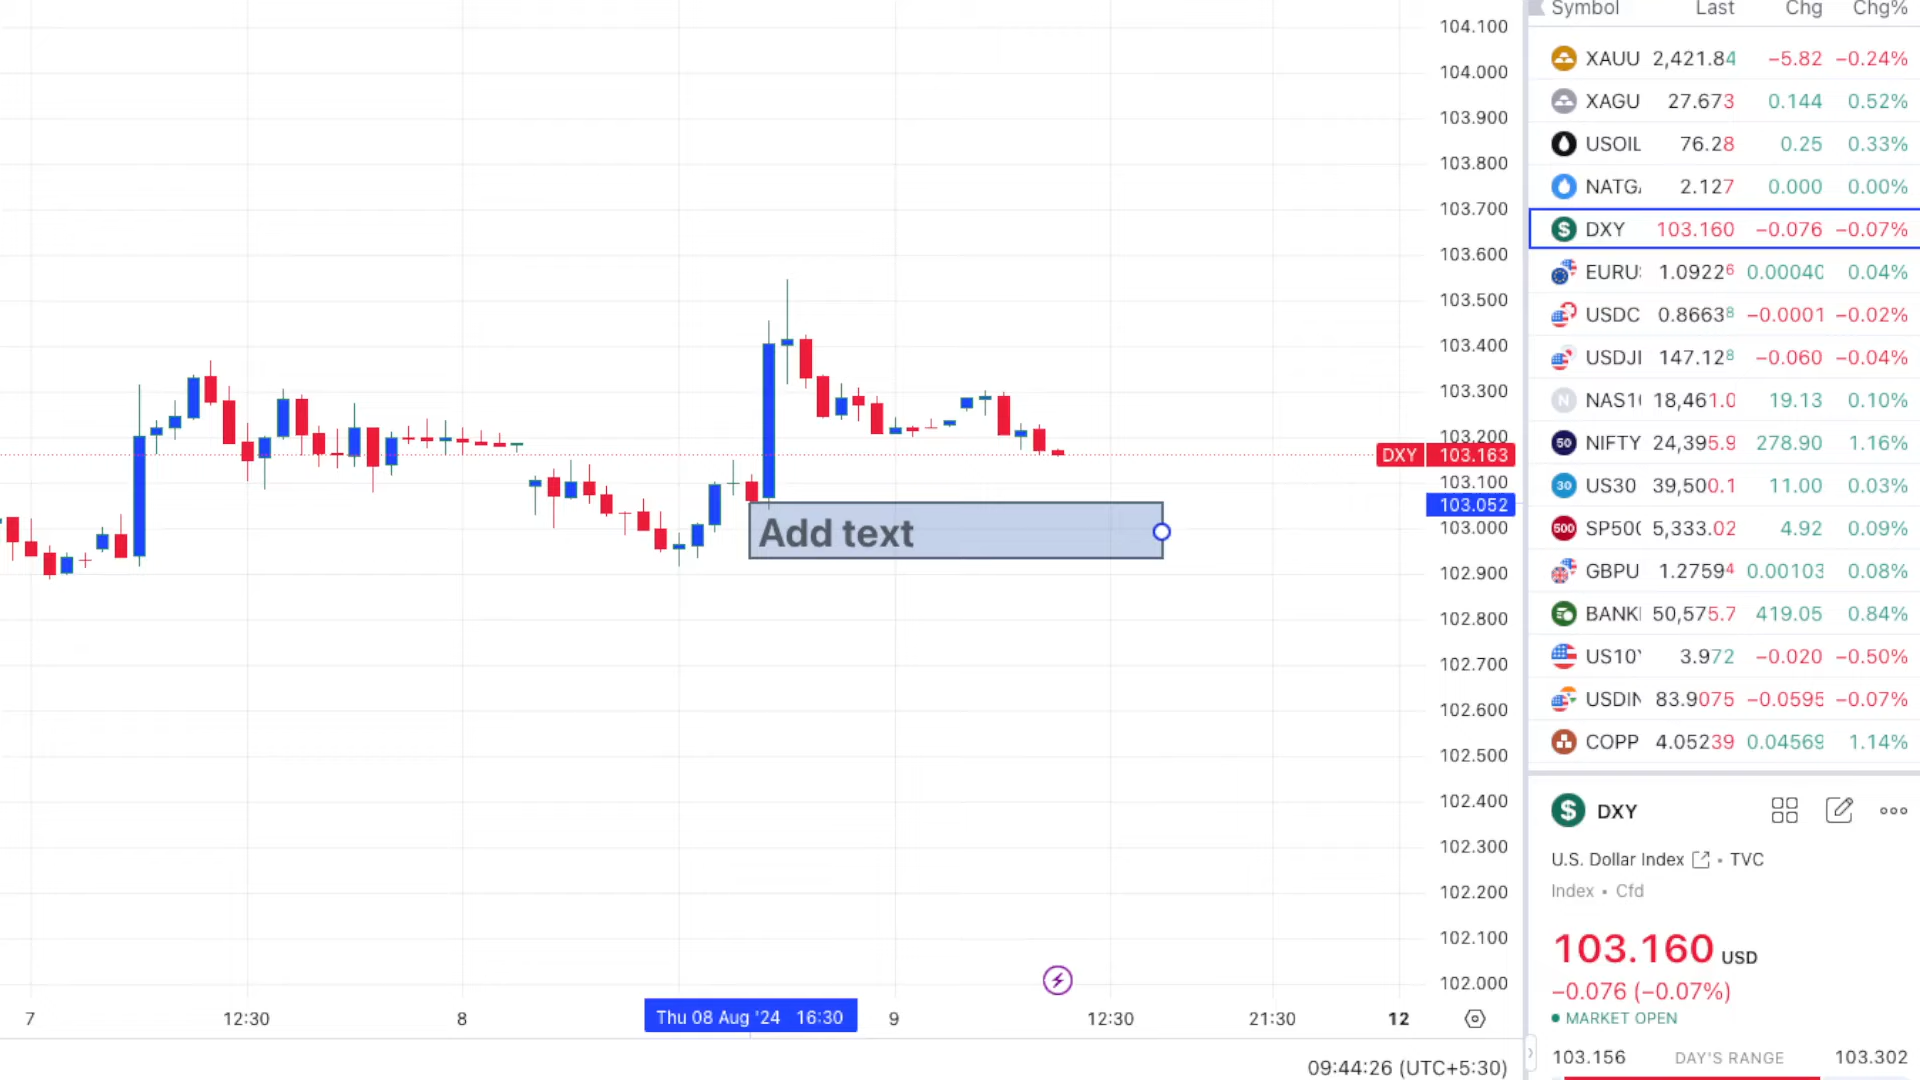 Symbol Last Chg Chg%
XAUU 2,421.84 −5.82 −0.24%
XAGU 27.673 0.144 0.52%
USOIL 76.28 0.25 0.33%
NATGA 2.127 0.000 0.00%
DXY 103.160 −0.076 −0.07%
EURU 1.09226 0.00040 0.04%
USDC 0.86638 −0.0001 −0.02%
USDJI 147.128 −0.060 −0.04%
NAS10 18,461.0 19.13 0.10%
NIFTY 24,395.9 278.90 1.16%
US30 39,500.1 11.00 0.03%
SP500 5,333.02 4.92 0.09%
GBPU 1.27594 0.00103 0.08%
BANK 50,575.7 419.05 0.84%
US10Y 3.972 −0.020 −0.50%
USDIN 83.9075 −0.0595 −0.07%
COPP 4.05239 0.04569 1.14%
104.100
104.000
103.900
103.800
103.700
103.600
103.500
103.400
103.300
103.200
DXY 103.163
103.100
103.052
103.000
102.900
102.800
102.700
102.600
102.500
102.400
102.300
102.200
102.100
102.000
Add text
7 12:30 8 Thu 08 Aug '24 16:30 9 12:30 21:30 12
09:44:26 (UTC+5:30)
DXY
U.S. Dollar Index • TVC
Index • Cfd
103.160 USD
−0.076 (−0.07%)
MARKET OPEN
103.156 DAY'S RANGE 103.302
N
50
30
500